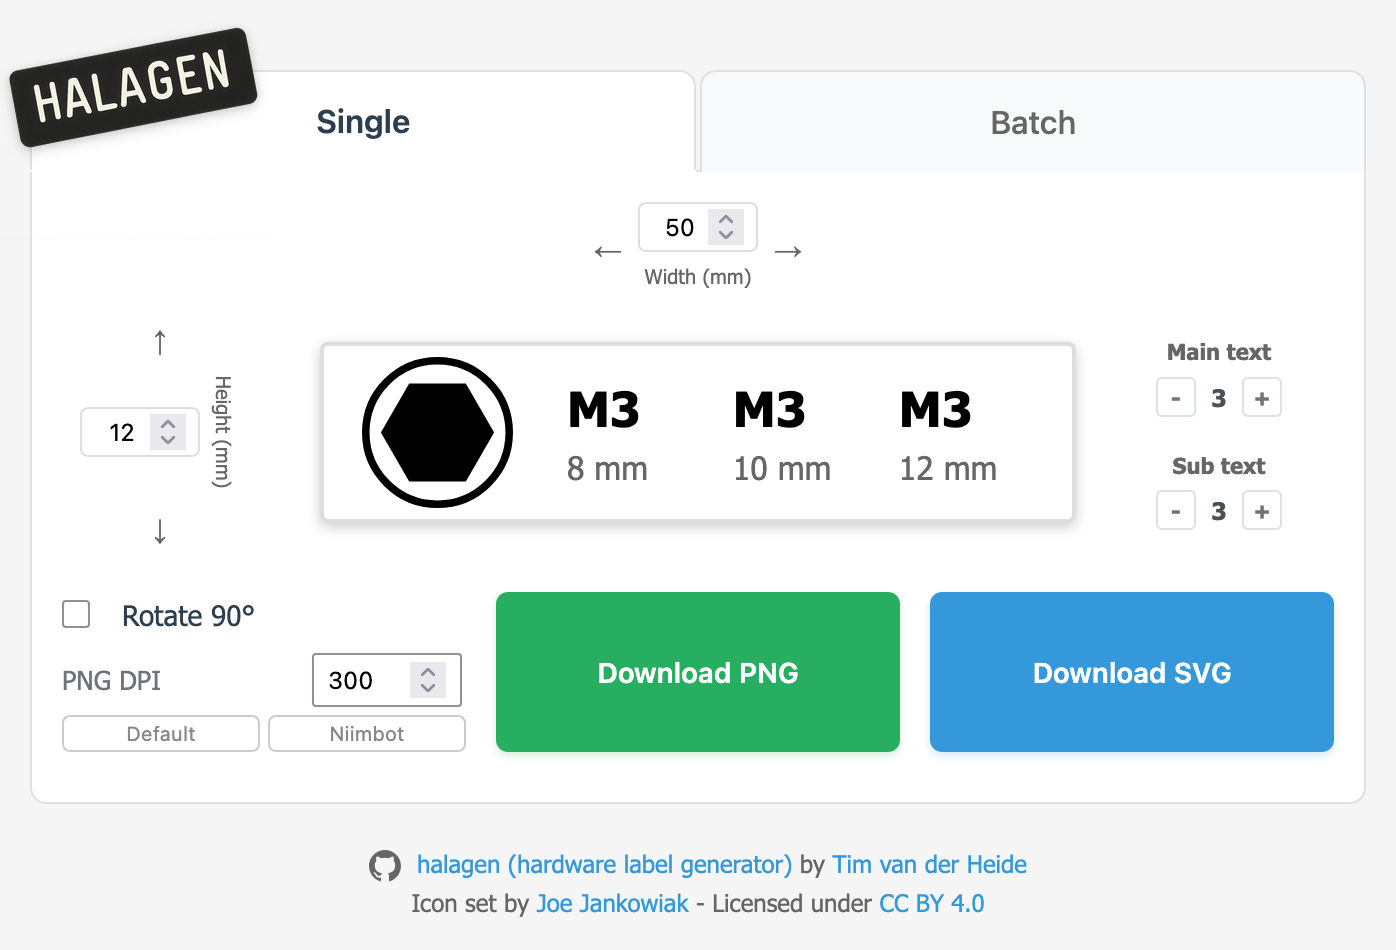 HALAGEN
Single
Batch
50
Width (mm)
Main text
- 3 +
12
Height (mm)
M3 M3 M3
8 mm 10 mm 12 mm
Sub text
- 3 +
Rotate 90°
PNG DPI 300
Default Niimbot
Download PNG
Download SVG
halagen (hardware label generator) by Tim van der Heide
Icon set by Joe Jankowiak - Licensed under CC BY 4.0